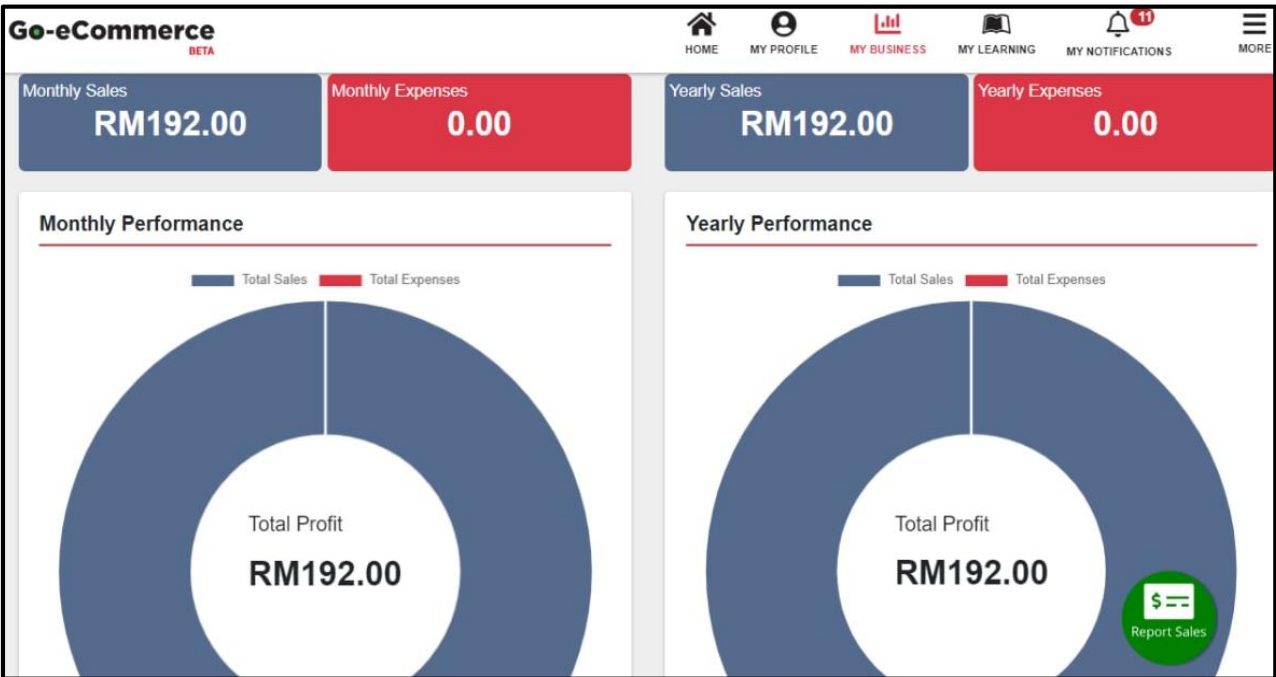 Go-eCommerce
BETA
HOME
MY PROFILE
MY BUSINESS
MY LEARNING
11
MY NOTIFICATIONS
MORE
Monthly Sales
RM192.00
Monthly Expenses
0.00
Yearly Sales
RM192.00
Yearly Expenses
0.00
Monthly Performance
Total Sales
Total Expenses
Total Profit
RM192.00
Yearly Performance
Total Sales
Total Expenses
Total Profit
RM192.00
$
Report Sales